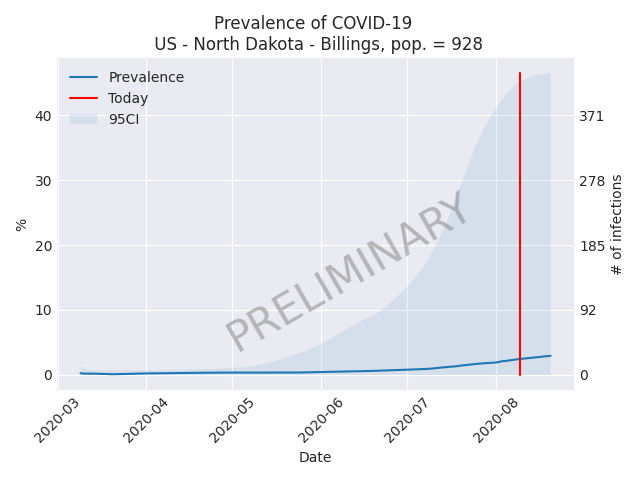 Prevalence of COVID-19
US - North Dakota - Billings, pop. = 928
Prevalence
Today
95CI
PRELIMINARY
%
40
30
20
10
0
371
278
185
92
0
# of infections
2020-03
2020-04
2020-05
2020-06
2020-07
2020-08
Date